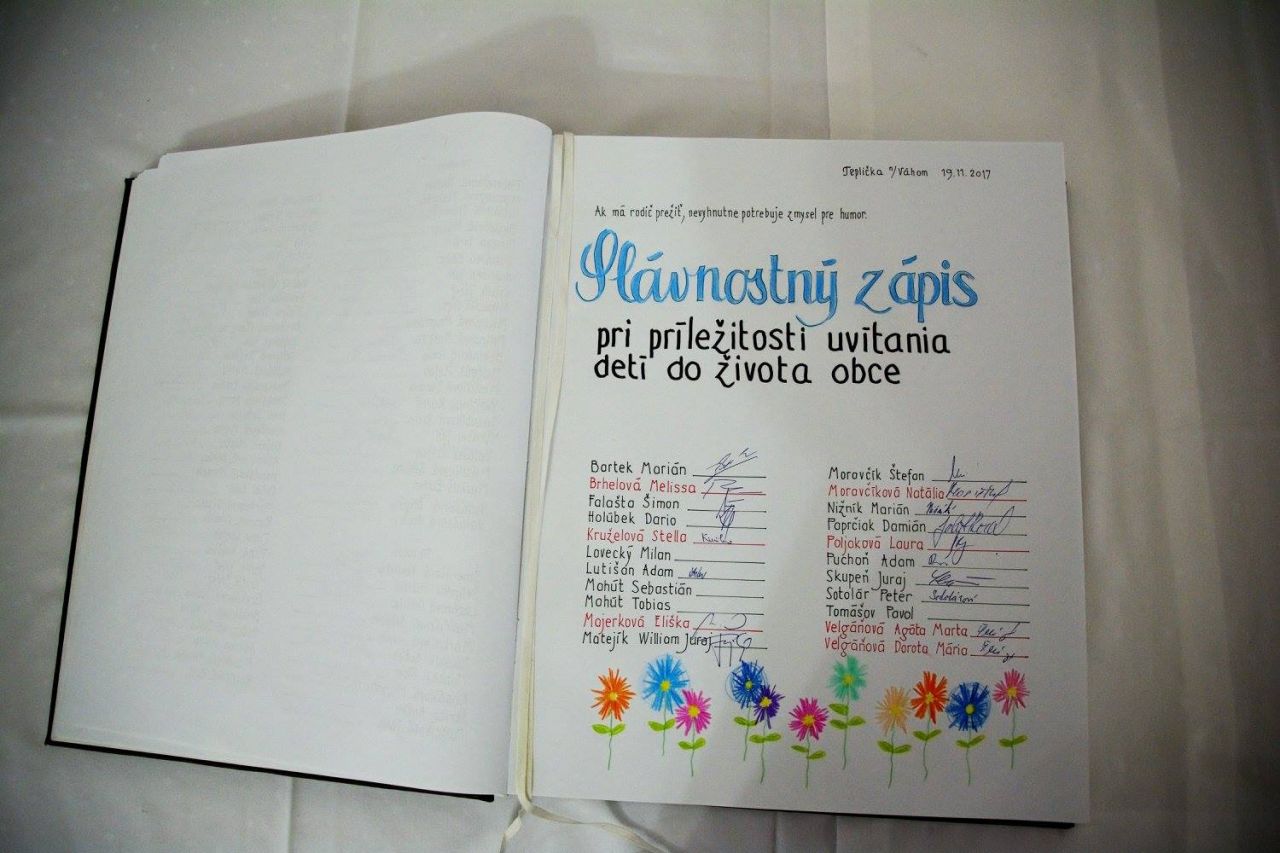 Teplička n/Váhom 19.11.2017
Ak má rodič prežiť, nevyhnutne potrebuje zmysel pre humor.
Slávnostný zápis
pri príležitosti uvítania
detí do života obce
Bartek Marián
Brhelová Melissa
Falašta Šimon
Holúbek Dario
Kruželová Stella
Lovecký Milan
Lutišan Adam
Mahút Sebastián
Mahút Tobias
Majerková Eliška
Matejík William Juraj
Moravčík Štefan
Moravčíková Natália
Nižník Marián
Poprčiak Damián
Poljaková Laura
Puchoň Adam
Skupeň Juraj
Sotolár Peter
Tomášov Pavol
Velgáňová Agáta Marta
Velgáňová Dorota Mária